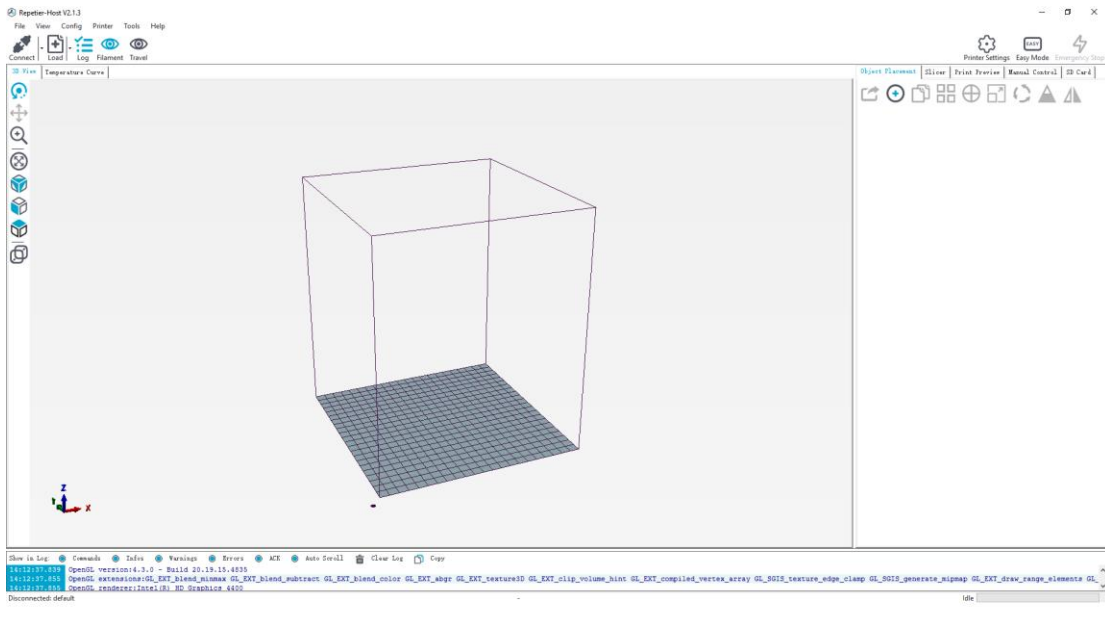 Repetier-Host V2.1.3
File View Config Printer Tools Help
Connect Load Log Filament Travel Printer Settings Easy Mode Emergency Stop
EASY
3D View Temperature Curve Object Placement Slicer Print Preview Manual Control SD Card
Z
Y X
Show in Log: Commands Infos Warnings Errors ACK Auto Scroll Clear Log Copy
14:12:37.839 OpenGL version:4.3.0 - Build 20.19.15.4835
14:12:37.855 OpenGL extensions:GL_EXT_blend_minmax GL_EXT_blend_subtract GL_EXT_blend_color GL_EXT_abgr GL_EXT_texture3D GL_EXT_clip_volume_hint GL_EXT_compiled_vertex_array GL_SGIS_texture_edge_clamp GL_SGIS_generate_mipmap GL_EXT_draw_range_elements GL_
14:12:37.855 OpenGL renderer:Intel(R) HD Graphics 4400
Disconnected: default - Idle